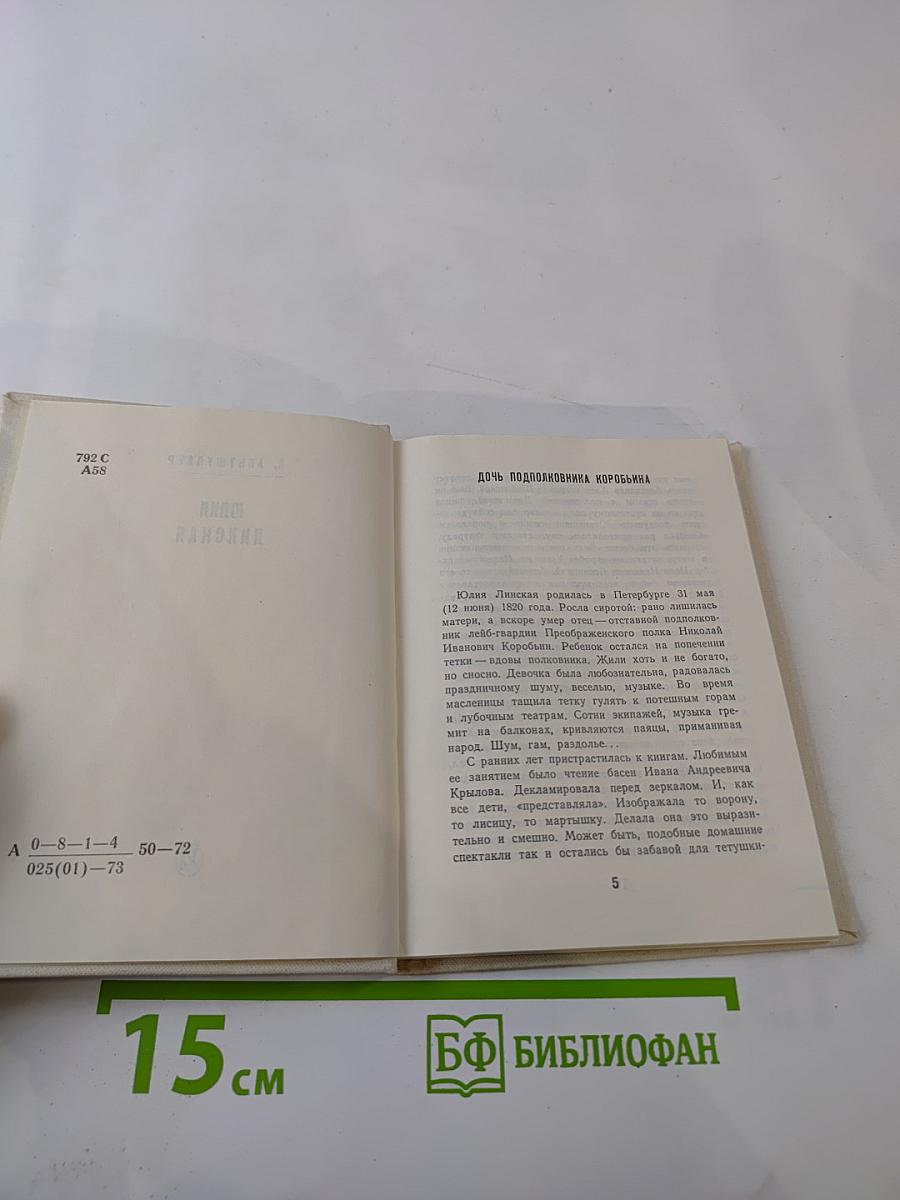 792 С
А58
А 0—8—1—4 50—72
025(01)—73
ДОЧЬ ПОДПОЛКОВНИКА КОРОБЬИНА
Юлия Линская родилась в Петербурге 31 мая
(12 июня) 1820 года. Росла сиротой: рано лишилась
матери, а вскоре умер отец — отставной подполков-
ник лейб-гвардии Преображенского полка Николай
Иванович Коробьин. Ребенок остался на попечении
тетки — вдовы полковника. Жили хоть и не богато,
но сносно. Девочка была любознательна, радовалась
праздничному шуму, веселью, музыке. Во время
масленицы тащила тетку гулять к потешным горам
и лубочным театрам. Сотни экипажей, музыка гре-
мит на балконах, кривляются паяцы, приманивая
народ. Шум, гам, раздолье...
С ранних лет пристрастилась к книгам. Любимым
ее занятием было чтение басен Ивана Андреевича
Крылова. Декламировала перед зеркалом. И, как
все дети, «представляла». Изображала то ворону,
то лисицу, то мартышку. Делала она это вырази-
тельно и смешно. Может быть, подобные домашние
спектакли так и остались бы забавой для тетушки-
5
15 см
БФ БИБЛИОФАН